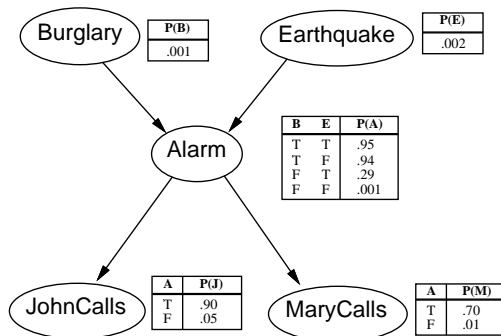 Burglary
P(B)
.001
Earthquake
P(E)
.002
Alarm
B E P(A)
T T .95
T F .94
F T .29
F F .001
JohnCalls
A P(J)
T .90
F .05
MaryCalls
A P(M)
T .70
F .01